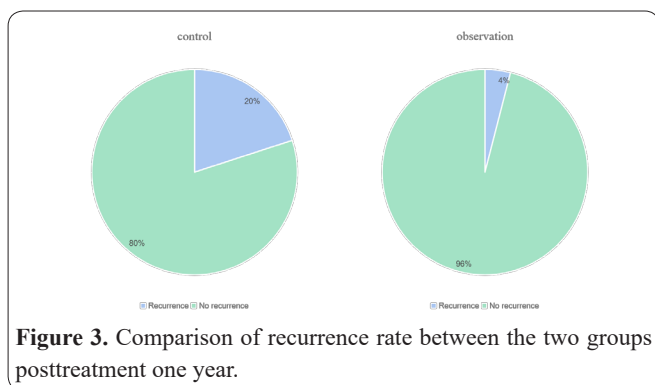 control
observation
20%
4%
80%
96%
Recurrence No recurrence
Recurrence No recurrence
Figure 3. Comparison of recurrence rate between the two groups
posttreatment one year.